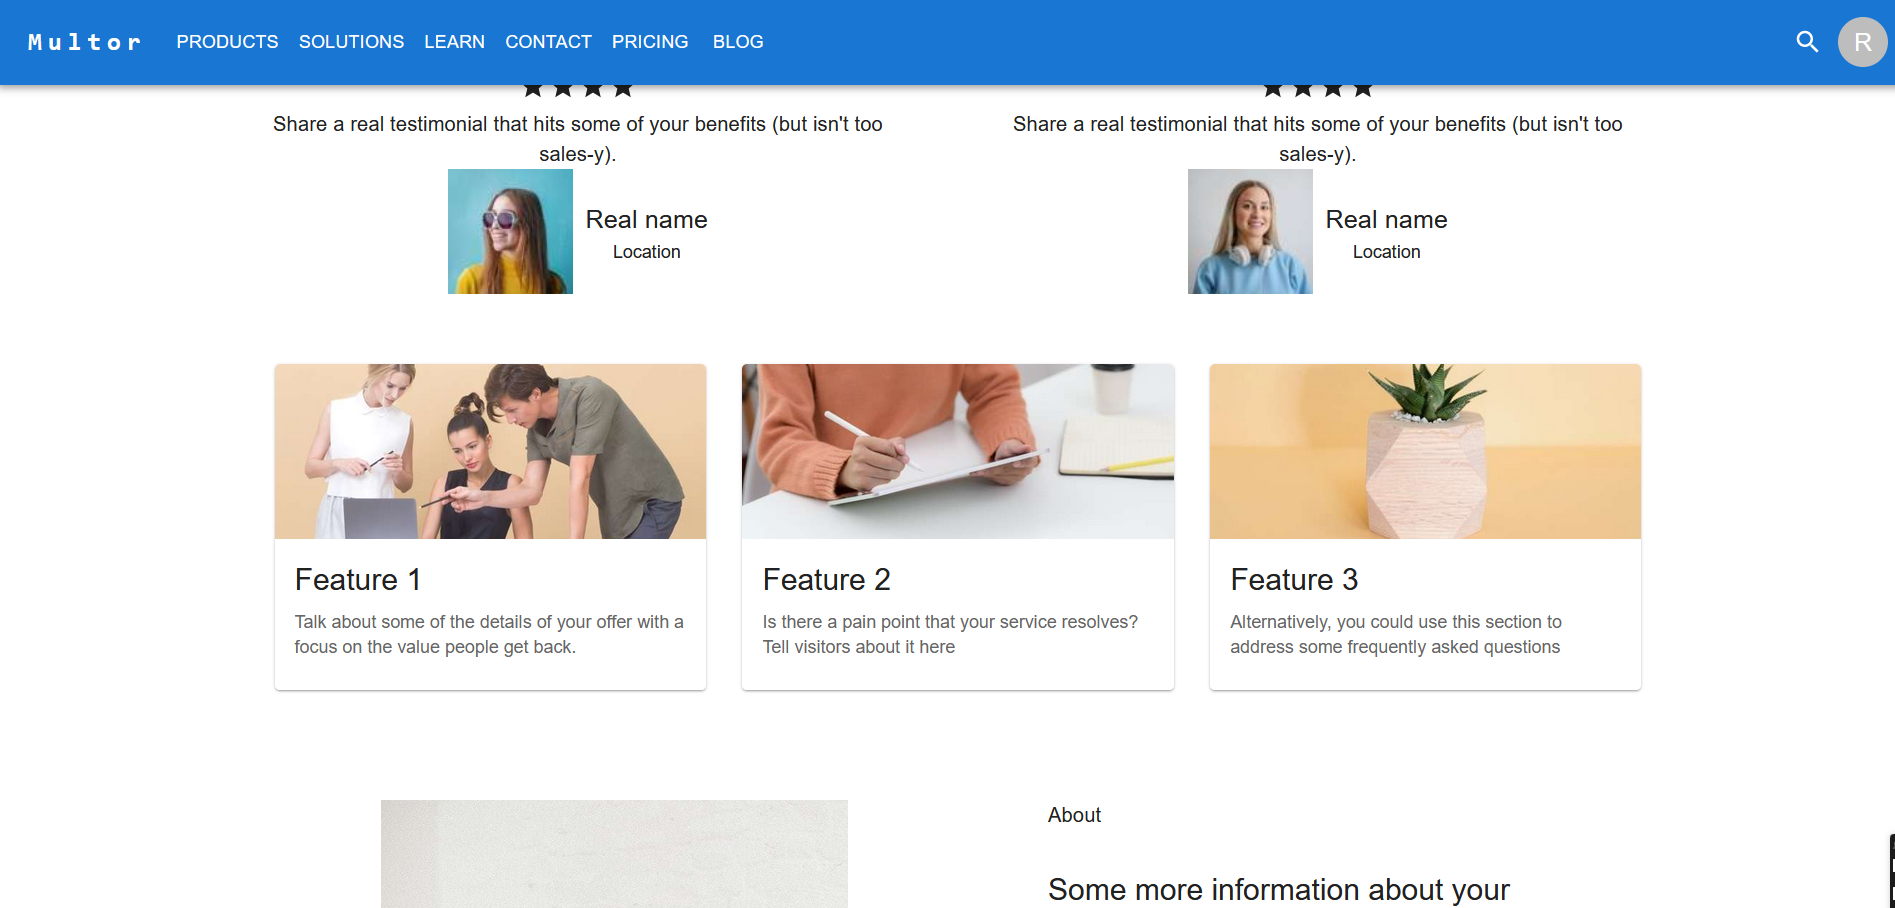 Multor PRODUCTS SOLUTIONS LEARN CONTACT PRICING BLOG R
Share a real testimonial that hits some of your benefits (but isn't too
sales-y).
Real name
Location
Share a real testimonial that hits some of your benefits (but isn't too
sales-y).
Real name
Location
Feature 1
Talk about some of the details of your offer with a
focus on the value people get back.
Feature 2
Is there a pain point that your service resolves?
Tell visitors about it here
Feature 3
Alternatively, you could use this section to
address some frequently asked questions
About
Some more information about your